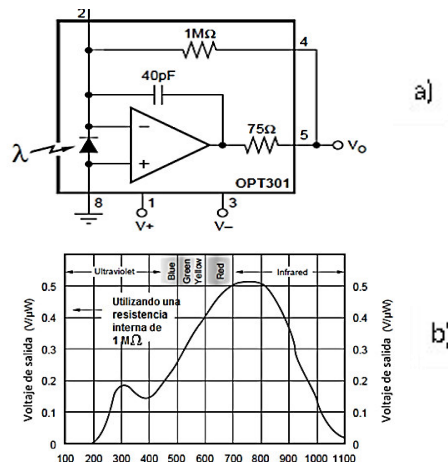 2
1MΩ
4
40pF
a)
75Ω
5
λ
Vo
OPT301
8
1
3
V+
V−
Ultraviolet
Blue
Green
Yellow
Red
Infrared
0.5
0.5
Utilizando una
resistencia
interna de
1MΩ
0.4
0.4
0.3
0.3
0.2
0.2
0.1
0.1
0
0
Voltaje de salida (V/µW)
Voltaje de salida (V/µW)
b)
100 200 300 400 500 600 700 800 900 1000 1100